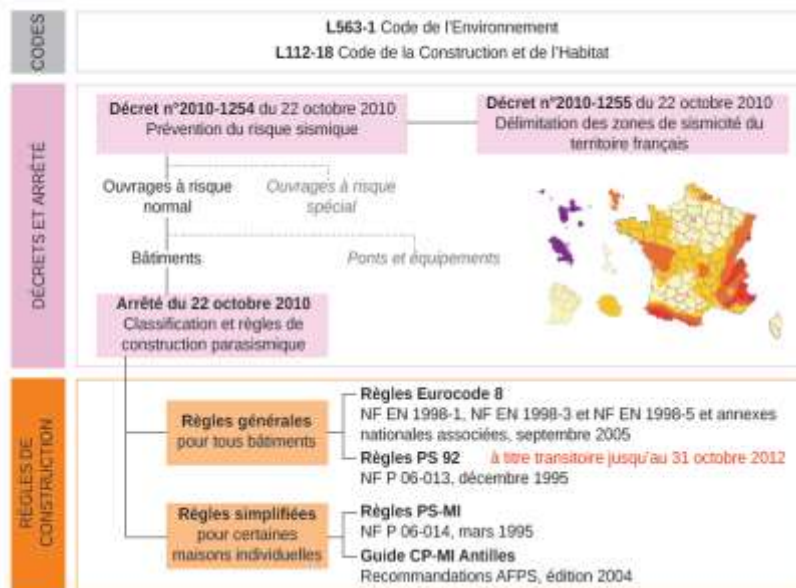 CODES
L563-1 Code de l'Environnement
L112-18 Code de la Construction et de l'Habitat
DÉCRETS ET ARRÊTÉ
Décret n°2010-1254 du 22 octobre 2010
Prévention du risque sismique
Décret n°2010-1255 du 22 octobre 2010
Délimitation des zones de sismicité du
territoire français
Ouvrages à risque
normal
Ouvrages à risque
spécial
Bâtiments
Ponts et équipements
Arrêté du 22 octobre 2010
Classification et règles de
construction parasismique
RÈGLES DE
CONSTRUCTION
Règles générales
pour tous bâtiments
Règles Eurocode 8
NF EN 1998-1, NF EN 1998-3 et NF EN 1998-5 et annexes
nationales associées, septembre 2005
Règles PS 92 à titre transitoire jusqu'au 31 octobre 2012
NF P 06-013, décembre 1995
Règles simplifiées
pour certaines
maisons individuelles
Règles PS-MI
NF P 06-014, mars 1995
Guide CP-MI Antilles
Recommandations AFPS, édition 2004